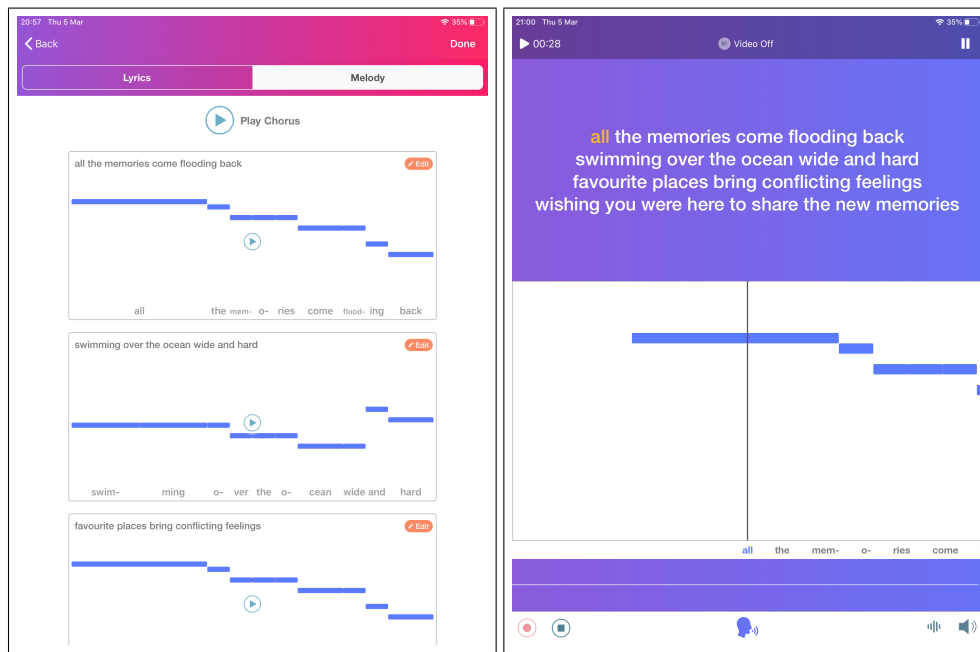 20:57 Thu 5 Mar
35%
Back
Done
Lyrics
Melody
Play Chorus
all the memories come flooding back
Edit
all the mem- o- ries come flood- ing back
swimming over the ocean wide and hard
Edit
swim- ming o- ver the o- cean wide and hard
favourite places bring conflicting feelings
Edit
21:00 Thu 5 Mar
35%
00:28
Video Off
all the memories come flooding back
swimming over the ocean wide and hard
favourite places bring conflicting feelings
wishing you were here to share the new memories
all the mem- o- ries come